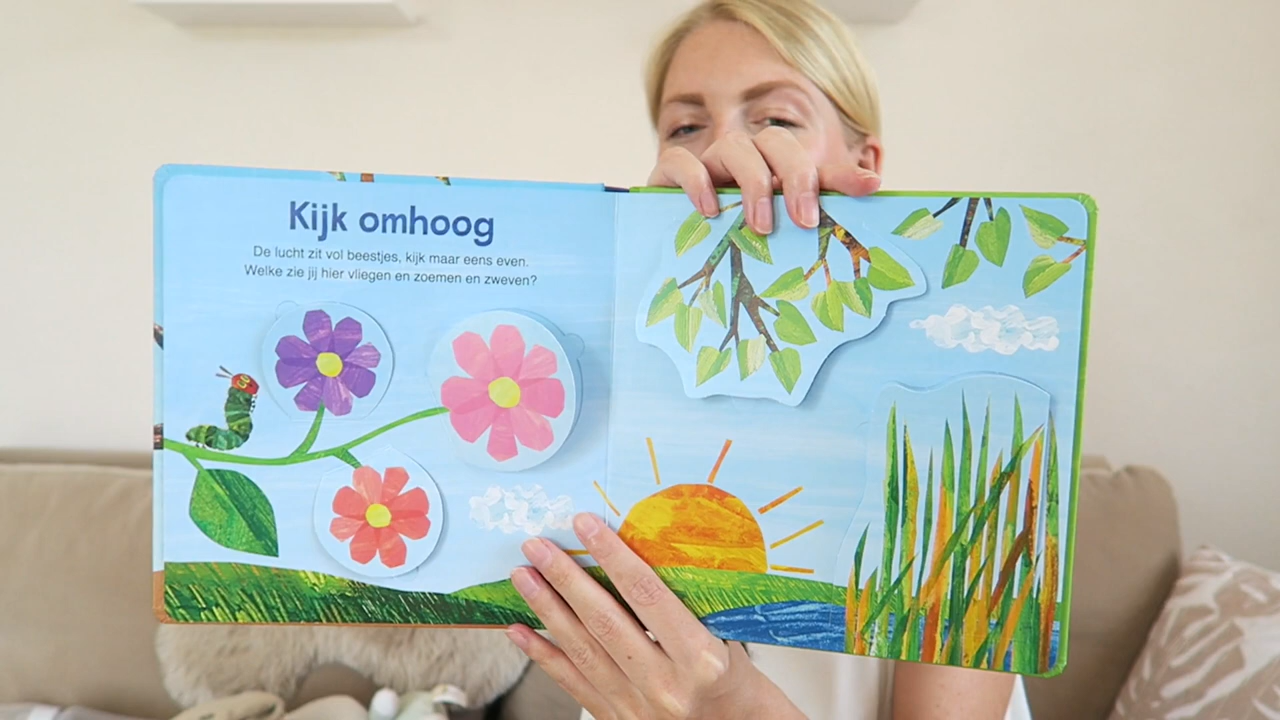 Kijk omhoog
De lucht zit vol beestjes, kijk maar eens even.
Welke zie jij hier vliegen en zoemen en zweven?